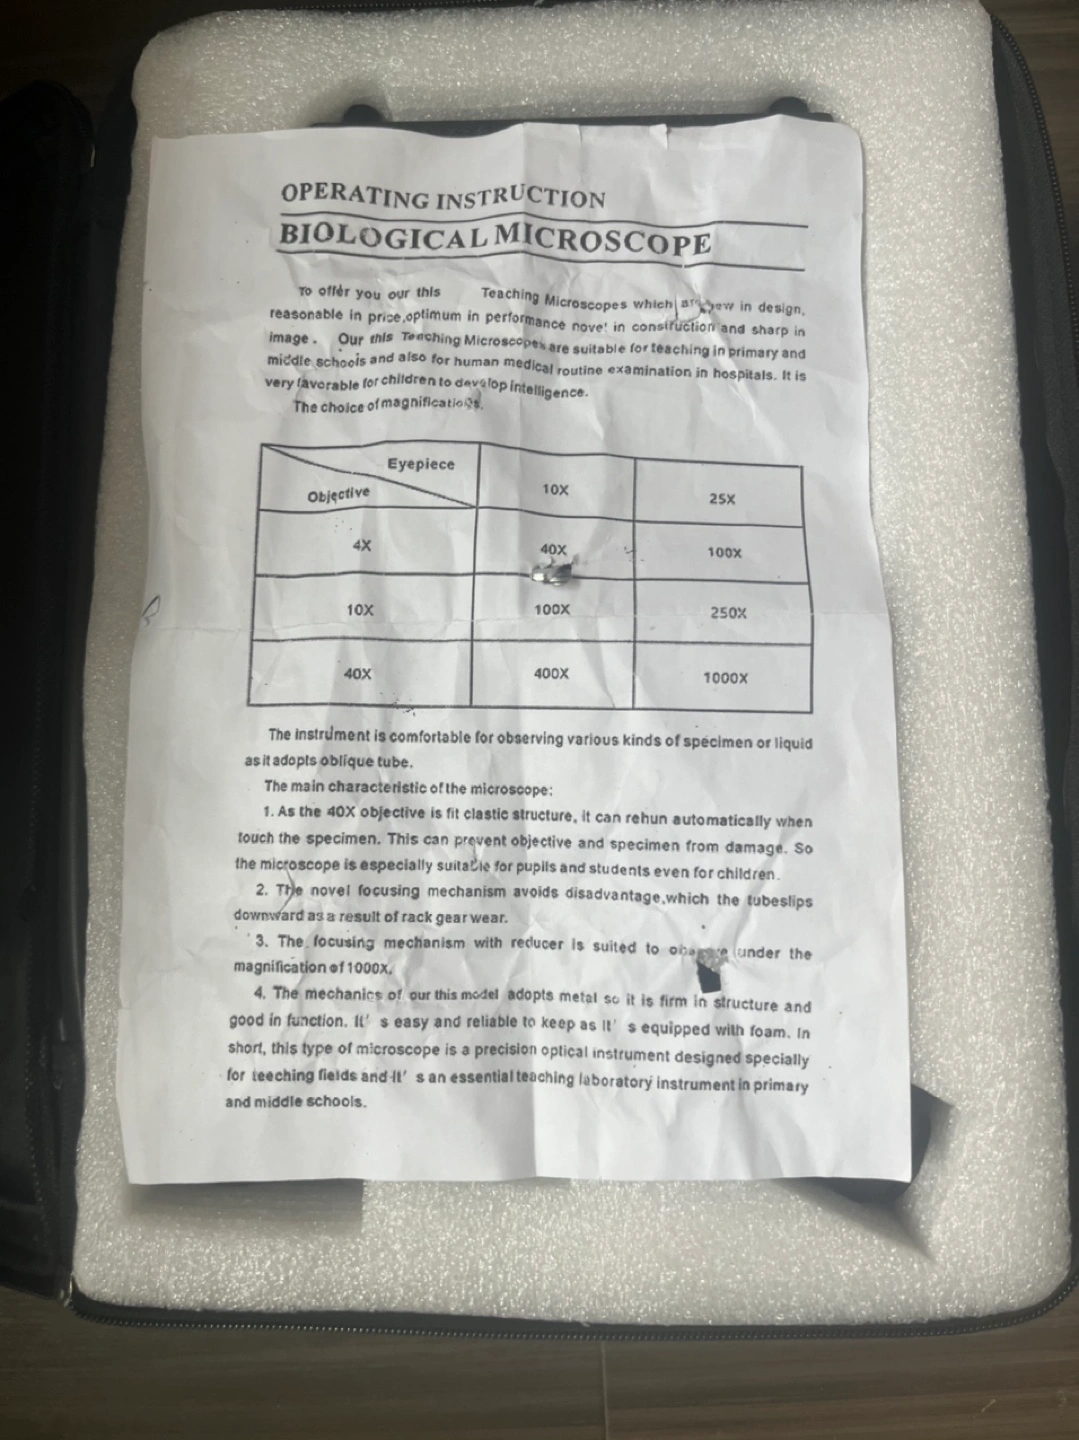 OPERATING INSTRUCTION
BIOLOGICAL MICROSCOPE
To offer you our this Teaching Microscopes which new in design,
reasonable in price,optimum in performance novel in construction and sharp in
image. Our this Teaching Microscopes are suitable for teaching in primary and
middle schools and also for human medical routine examination in hospitals. It is
very favorable for children to develop intelligence.
The choice of magnifications.
Eyepiece
Objective
10X
25X
4X
40X
100X
10X
100X
250X
40X
400X
1000X
The instrument is comfortable for observing various kinds of specimen or liquid
as it adopts oblique tube.
The main characteristic of the microscope:
1. As the 40X objective is fit clastic structure, it can rehun automatically when
touch the specimen. This can prevent objective and specimen from damage. So
the microscope is especially suitable for pupils and students even for children.
2. The novel focusing mechanism avoids disadvantage,which the tubeslips
downward as a result of rack gear wear.
3. The focusing mechanism with reducer is suited to under the
magnification of 1000X.
4. The mechanics of our this model adopts metal so it is firm in structure and
good in function. It's easy and reliable to keep as It's equipped with foam. In
short, this type of microscope is a precision optical instrument designed specially
for teeching fields and it's an essential teaching laboratory instrument in primary
and middle schools.